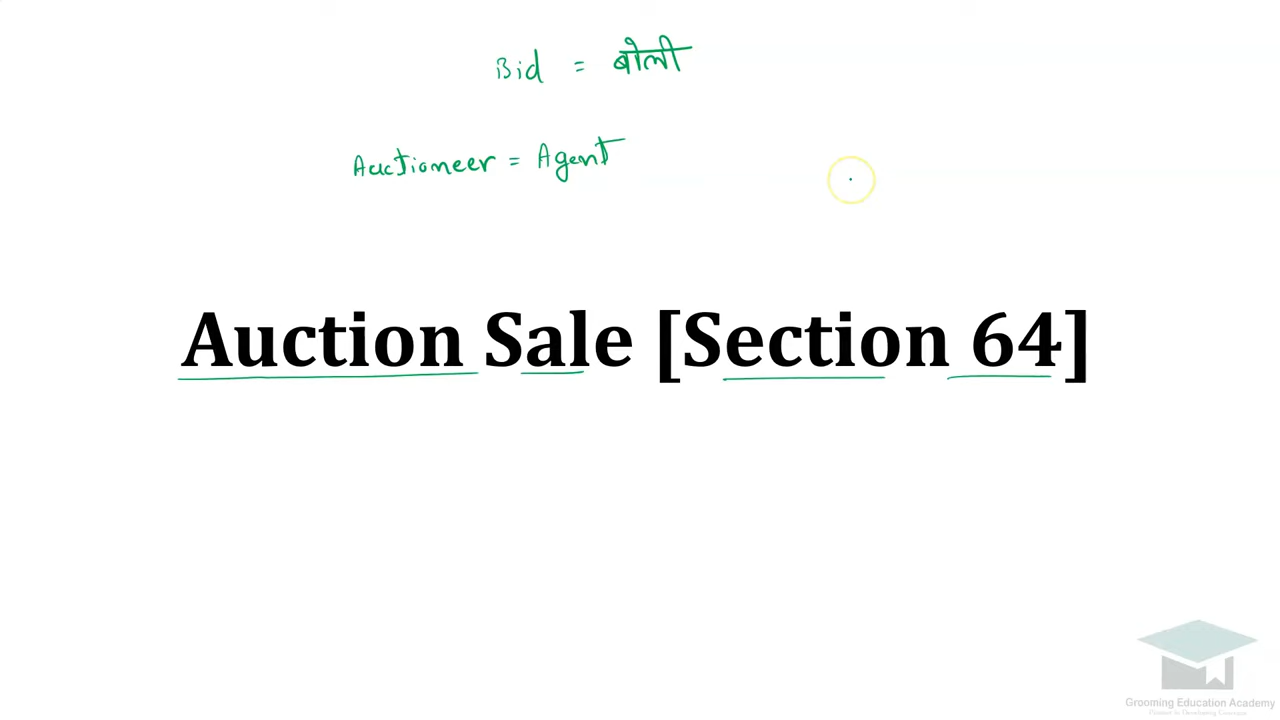 Bid = बोली
Auctioneer = Agent
Auction Sale [Section 64]
Grooming Education Academy